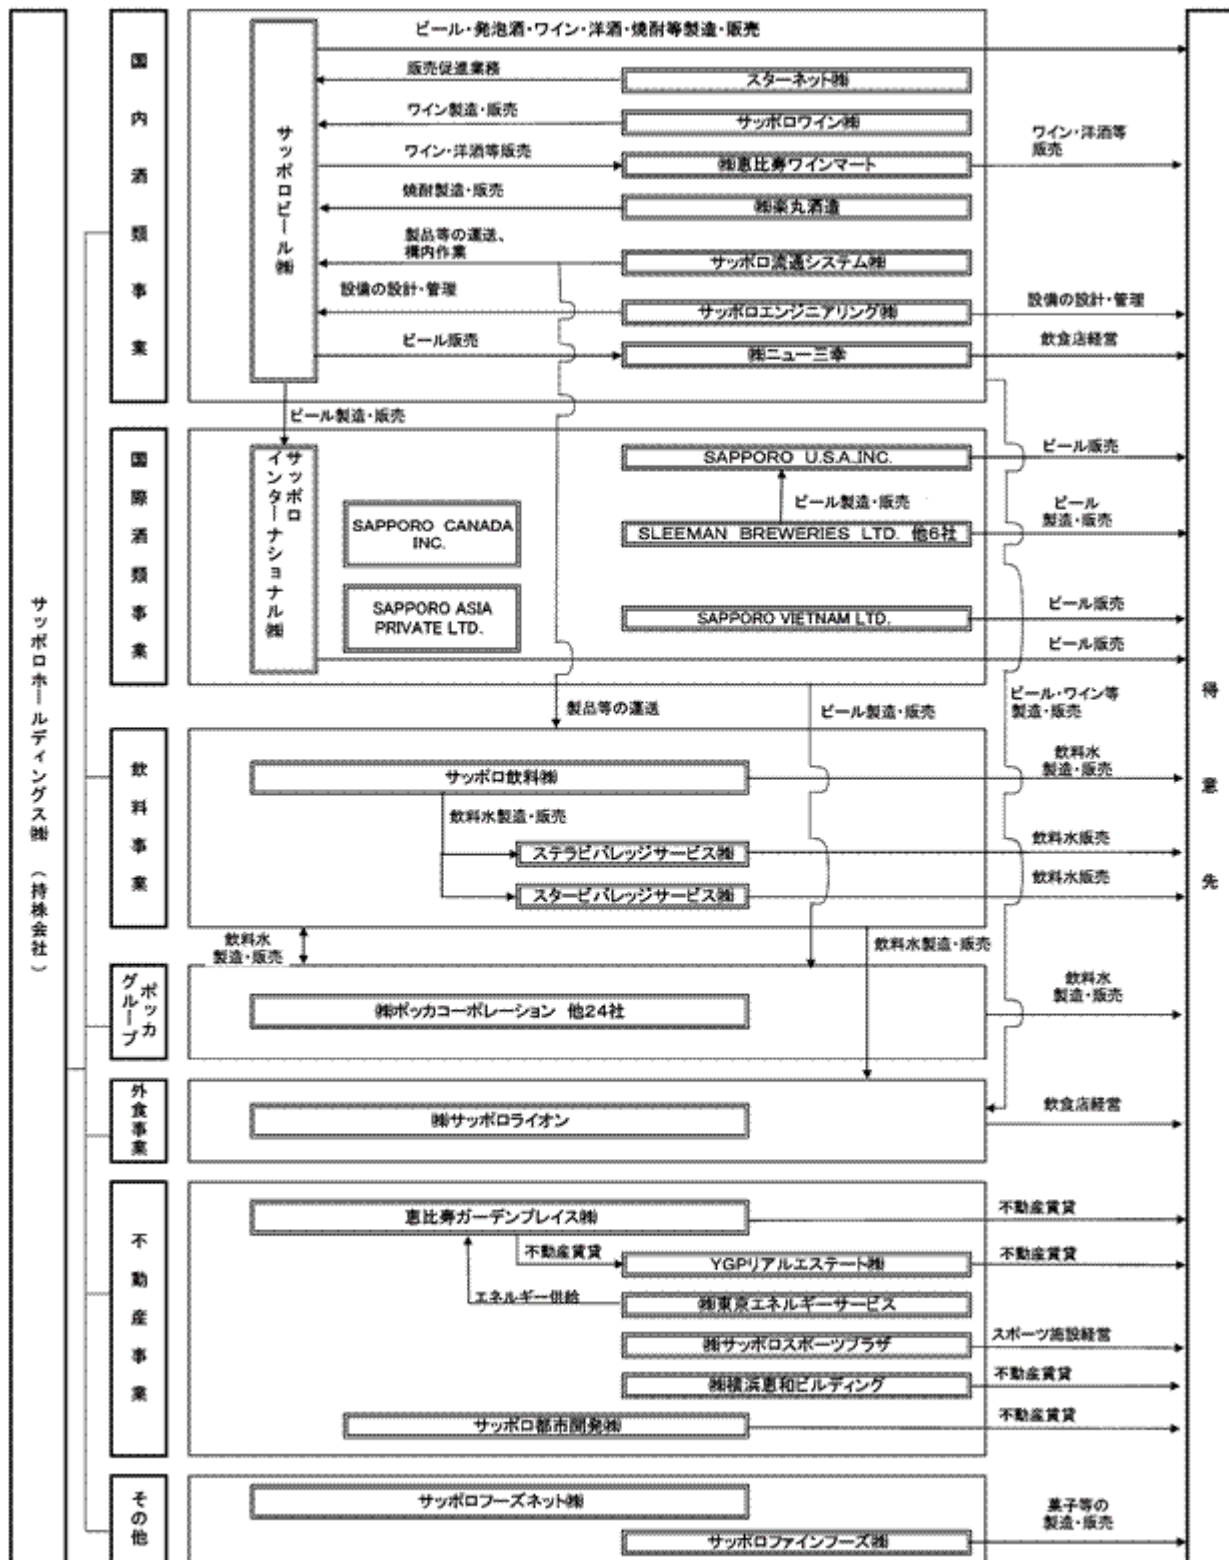 サッポロホールディングス㈱ (持株会社)
国内酒類事業
サッポロビール㈱
ビール・発泡酒・ワイン・洋酒・焼酎等製造・販売
販売促進業務
スターネット㈱
ワイン製造・販売
サッポロワイン㈱
ワイン・洋酒等販売
㈱恵比寿ワインマート
ワイン・洋酒等
販売
焼酎製造・販売
㈱楽丸酒造
製品等の運送、
構内作業
サッポロ流通システム㈱
設備の設計・管理
サッポロエンジニアリング㈱
設備の設計・管理
ビール販売
㈱ニュー三幸
飲食店経営
ビール製造・販売
国際酒類事業
サッポロ
インターナショナル㈱
SAPPORO U.S.A.,INC.
ビール販売
ビール製造・販売
SAPPORO CANADA
INC.
SLEEMAN BREWERIES LTD. 他6社
ビール
製造・販売
SAPPORO ASIA
PRIVATE LTD.
SAPPORO VIETNAM LTD.
ビール販売
ビール販売
製品等の運送
ビール製造・販売
ビール・ワイン等
製造・販売
得意先
飲料事業
サッポロ飲料㈱
飲料水
製造・販売
飲料水製造・販売
ステラビバレッジサービス㈱
飲料水販売
スタービバレッジサービス㈱
飲料水販売
飲料水
製造・販売
飲料水製造・販売
ポッカ
グループ
㈱ポッカコーポレーション 他24社
飲料水
製造・販売
外食事業
㈱サッポロライオン
飲食店経営
不動産事業
恵比寿ガーデンプレイス㈱
不動産賃貸
不動産賃貸
YGPリアルエステート㈱
不動産賃貸
エネルギー供給
㈱東京エネルギーサービス
㈱サッポロスポーツプラザ
スポーツ施設経営
㈱横浜恵和ビルディング
不動産賃貸
サッポロ都市開発㈱
不動産賃貸
その他
サッポロフーズネット㈱
菓子等の
製造・販売
サッポロファインフーズ㈱